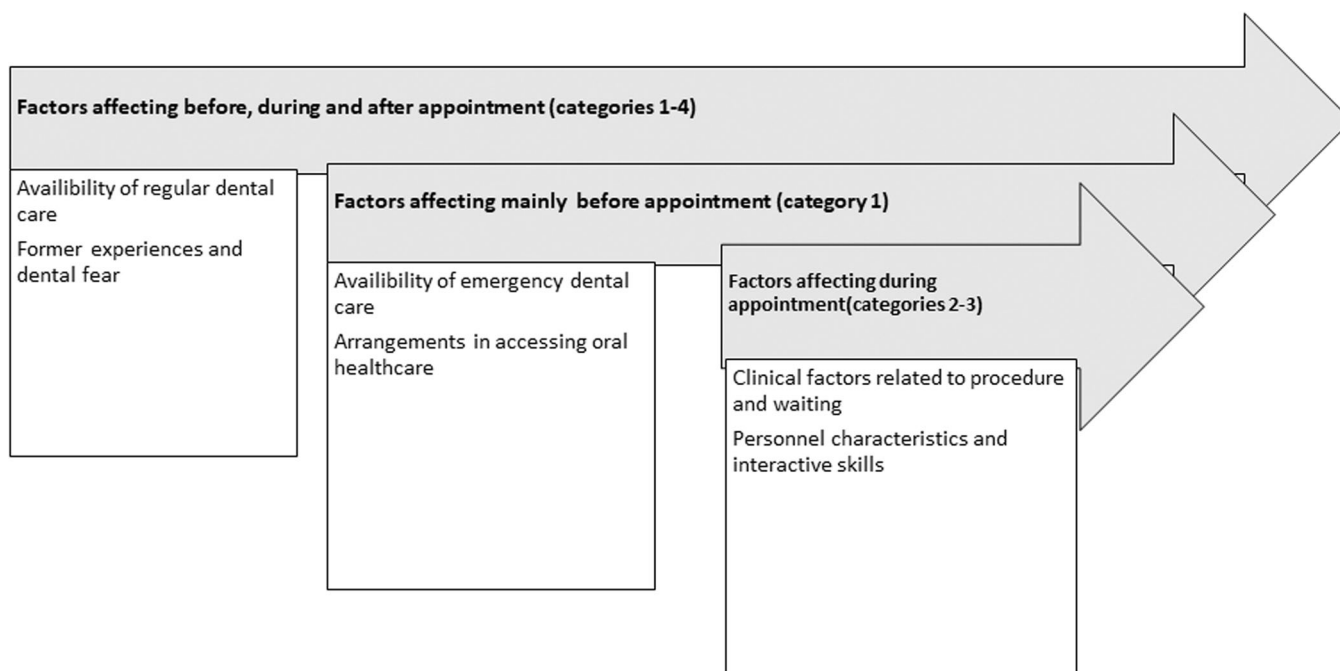 Factors affecting before, during and after appointment (categories 1-4)
Availibility of regular dental
care
Former experiences and
dental fear
Factors affecting mainly before appointment (category 1)
Availibility of emergency dental
care
Arrangements in accessing oral
healthcare
Factors affecting during
appointment(categories 2-3)
Clinical factors related to procedure
and waiting
Personnel characteristics and
interactive skills